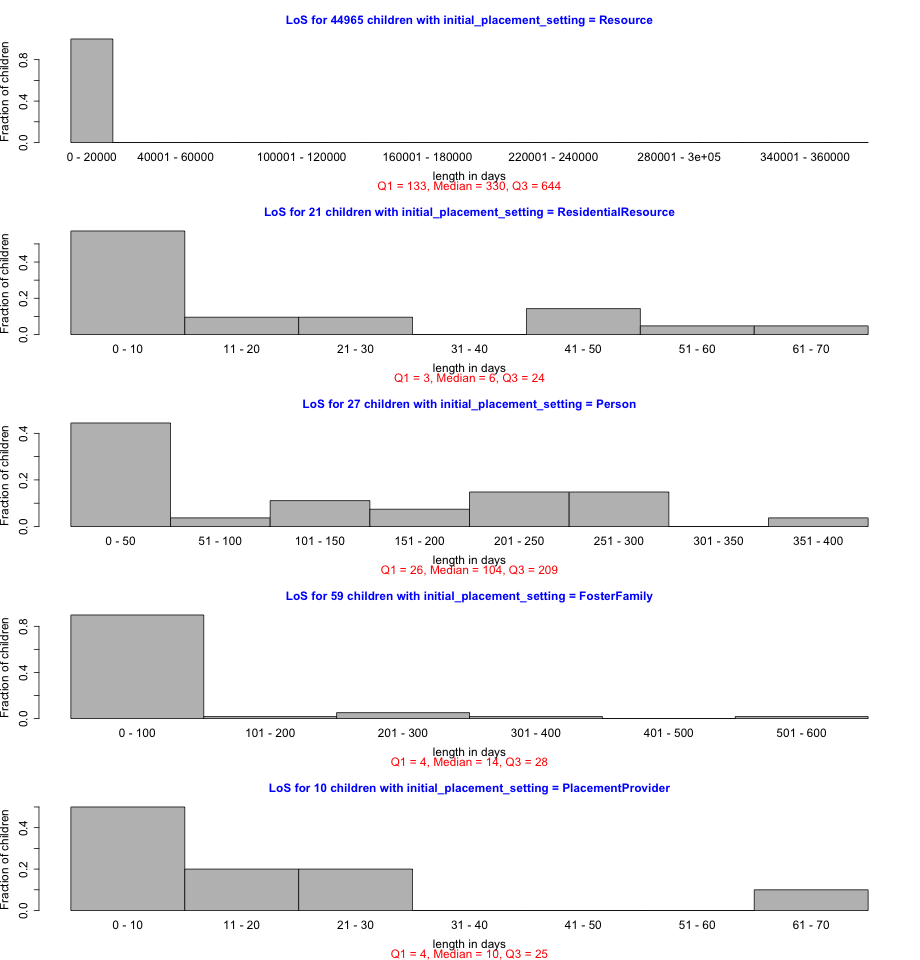 LoS for 44965 children with initial_placement_setting = Resource
Fraction of children
0.0 0.4 0.8
0 - 20000 40001 - 60000 100001 - 120000 160001 - 180000 220001 - 240000 280001 - 3e+05 340001 - 360000
length in days
Q1 = 133, Median = 330, Q3 = 644
LoS for 21 children with initial_placement_setting = ResidentialResource
Fraction of children
0.0 0.2 0.4
0 - 10 11 - 20 21 - 30 31 - 40 41 - 50 51 - 60 61 - 70
length in days
Q1 = 3, Median = 6, Q3 = 24
LoS for 27 children with initial_placement_setting = Person
Fraction of children
0.0 0.2 0.4
0 - 50 51 - 100 101 - 150 151 - 200 201 - 250 251 - 300 301 - 350 351 - 400
length in days
Q1 = 26, Median = 104, Q3 = 209
LoS for 59 children with initial_placement_setting = FosterFamily
Fraction of children
0.0 0.4 0.8
0 - 100 101 - 200 201 - 300 301 - 400 401 - 500 501 - 600
length in days
Q1 = 4, Median = 14, Q3 = 28
LoS for 10 children with initial_placement_setting = PlacementProvider
Fraction of children
0.0 0.2 0.4
0 - 10 11 - 20 21 - 30 31 - 40 41 - 50 51 - 60 61 - 70
length in days
Q1 = 4, Median = 10, Q3 = 25